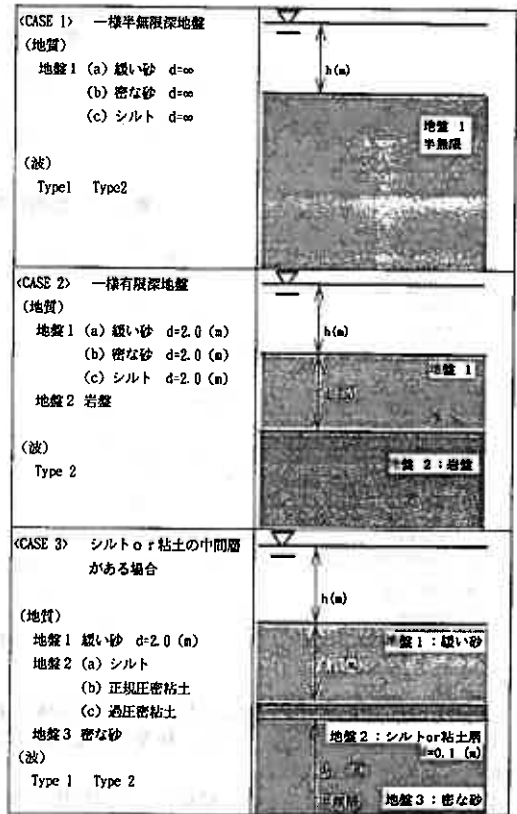 <CASE 1> 一様半無限深地盤
(地質)
地盤1 (a) 緩い砂 d=∞
(b) 密な砂 d=∞
(c) シルト d=∞
(波)
Type1 Type2
h(m)
地盤 1
半無限
<CASE 2> 一様有限深地盤
(地質)
地盤1 (a) 緩い砂 d=2.0 (m)
(b) 密な砂 d=2.0 (m)
(c) シルト d=2.0 (m)
地盤2 岩盤
(波)
Type 2
h(m)
地盤 1
地盤 2：岩盤
<CASE 3> シルトor粘土の中間層
がある場合
(地質)
地盤1 緩い砂 d=2.0 (m)
地盤2 (a) シルト
(b) 正規圧密粘土
(c) 過圧密粘土
地盤3 密な砂
(波)
Type 1 Type 2
h(m)
地盤1：緩い砂
地盤2：シルトor粘土層
=0.1 (m)
地盤3：密な砂